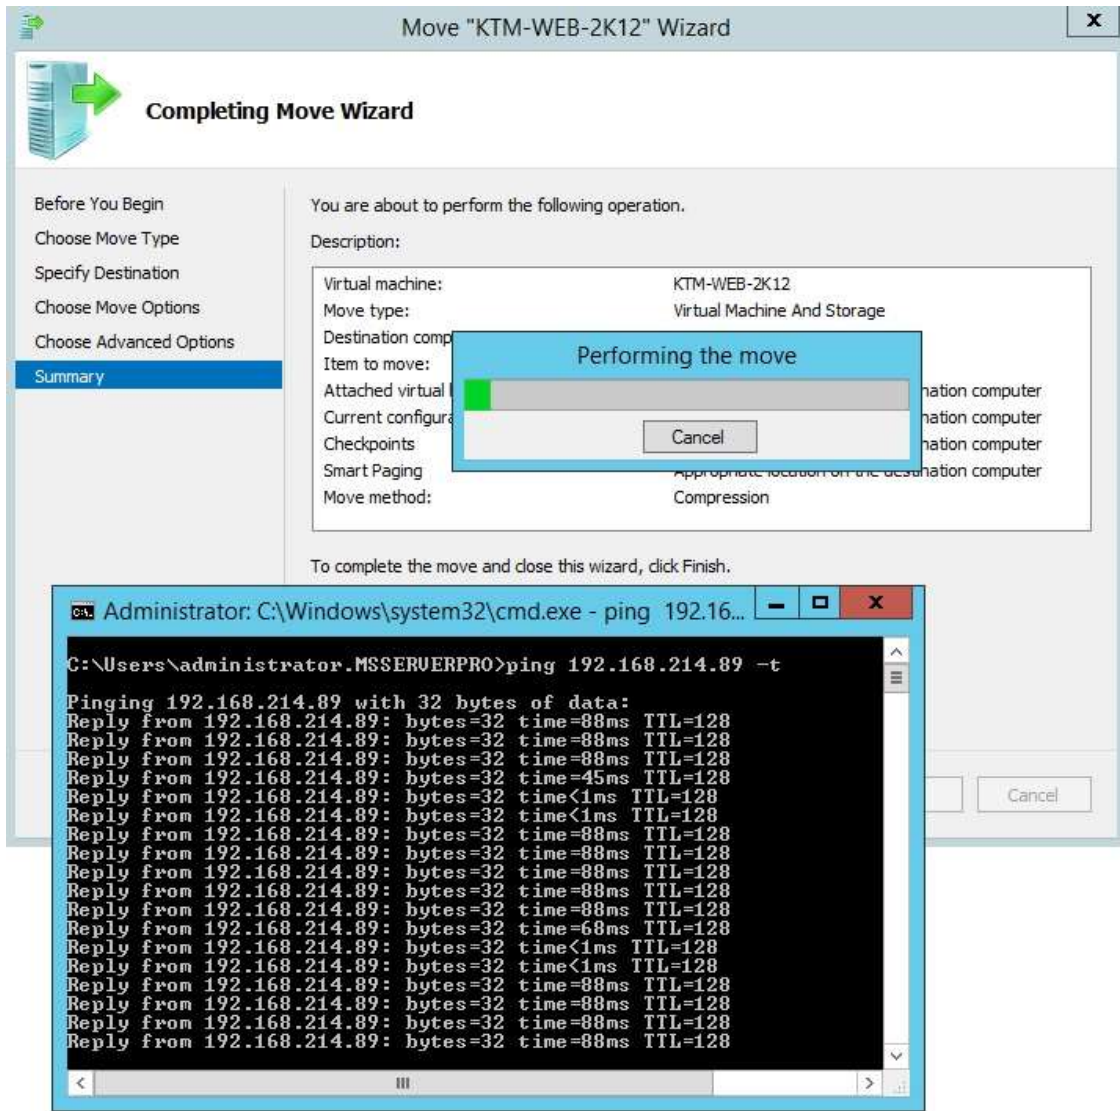 Move "KTM-WEB-2K12" Wizard
x
Completing Move Wizard
Before You Begin
Choose Move Type
Specify Destination
Choose Move Options
Choose Advanced Options
Summary
You are about to perform the following operation.
Description:
Virtual machine: KTM-WEB-2K12
Move type: Virtual Machine And Storage
Destination comp
Item to move:
Attached virtual nation computer
Current configura nation computer
Checkpoints nation computer
Smart Paging Appropriate location on the destination computer
Move method: Compression
Performing the move
Cancel
To complete the move and close this wizard, click Finish.
Cancel
Administrator: C:\Windows\system32\cmd.exe - ping 192.16...
C:\Users\administrator.MSSERVERPRO>ping 192.168.214.89 -t
Pinging 192.168.214.89 with 32 bytes of data:
Reply from 192.168.214.89: bytes=32 time=88ms TTL=128
Reply from 192.168.214.89: bytes=32 time=88ms TTL=128
Reply from 192.168.214.89: bytes=32 time=88ms TTL=128
Reply from 192.168.214.89: bytes=32 time=45ms TTL=128
Reply from 192.168.214.89: bytes=32 time<1ms TTL=128
Reply from 192.168.214.89: bytes=32 time<1ms TTL=128
Reply from 192.168.214.89: bytes=32 time=88ms TTL=128
Reply from 192.168.214.89: bytes=32 time=88ms TTL=128
Reply from 192.168.214.89: bytes=32 time=88ms TTL=128
Reply from 192.168.214.89: bytes=32 time=88ms TTL=128
Reply from 192.168.214.89: bytes=32 time=88ms TTL=128
Reply from 192.168.214.89: bytes=32 time=68ms TTL=128
Reply from 192.168.214.89: bytes=32 time<1ms TTL=128
Reply from 192.168.214.89: bytes=32 time<1ms TTL=128
Reply from 192.168.214.89: bytes=32 time=88ms TTL=128
Reply from 192.168.214.89: bytes=32 time=88ms TTL=128
Reply from 192.168.214.89: bytes=32 time=88ms TTL=128
Reply from 192.168.214.89: bytes=32 time=88ms TTL=128